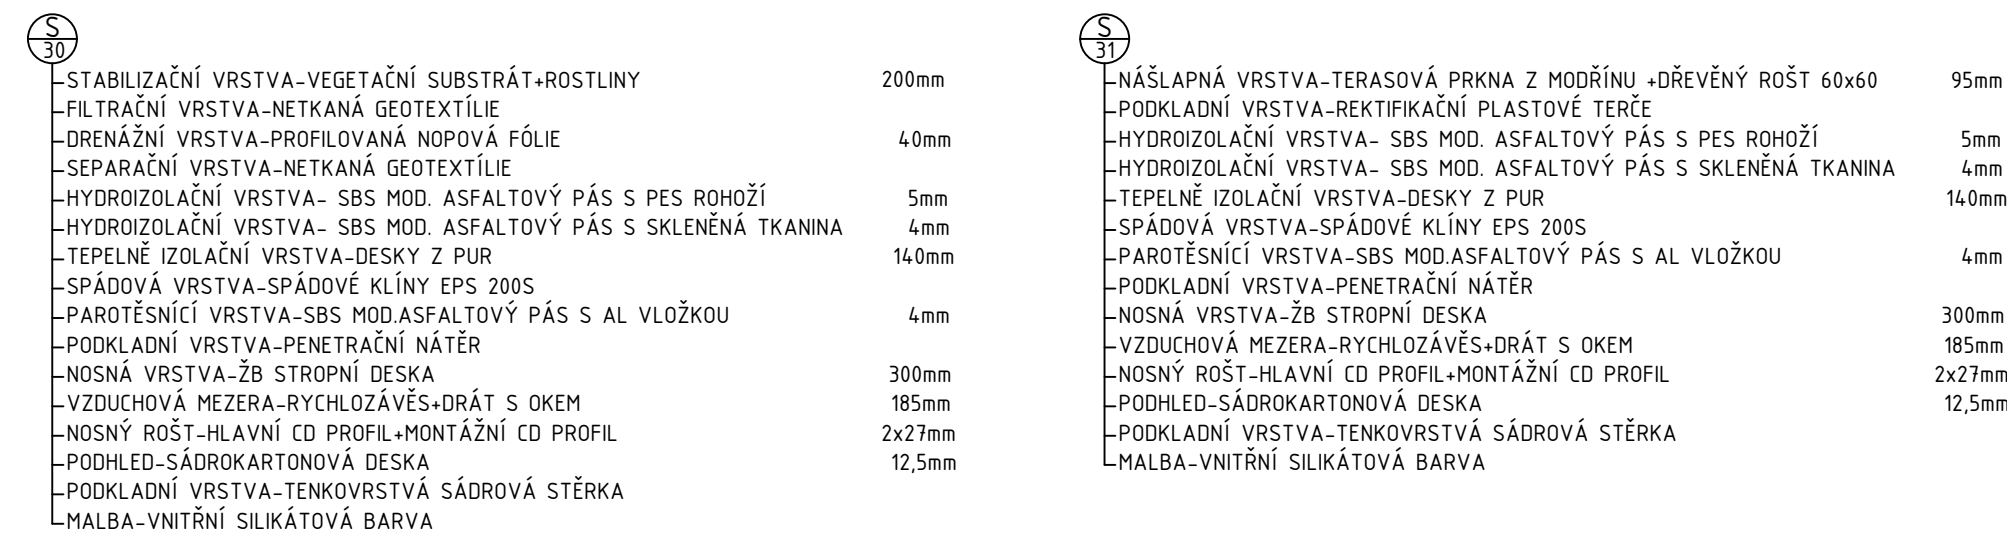 S
30
STABILIZAČNÍ VRSTVA-VEGETAČNÍ SUBSTRÁT+ROSTLINY 200mm
FILTRAČNÍ VRSTVA-NETKANÁ GEOTEXTÍLIE
DRENÁŽNÍ VRSTVA-PROFILOVANÁ NOPOVÁ FÓLIE 40mm
SEPARAČNÍ VRSTVA-NETKANÁ GEOTEXTÍLIE
HYDROIZOLAČNÍ VRSTVA- SBS MOD. ASFALTOVÝ PÁS S PES ROHOŽÍ 5mm
HYDROIZOLAČNÍ VRSTVA- SBS MOD. ASFALTOVÝ PÁS S SKLENĚNÁ TKANINA 4mm
TEPELNĚ IZOLAČNÍ VRSTVA-DESKY Z PUR 140mm
SPÁDOVÁ VRSTVA-SPÁDOVÉ KLÍNY EPS 200S
PAROTĚSNÍCÍ VRSTVA-SBS MOD.ASFALTOVÝ PÁS S AL VLOŽKOU 4mm
PODKLADNÍ VRSTVA-PENETRAČNÍ NÁTĚR
NOSNÁ VRSTVA-ŽB STROPNÍ DESKA 300mm
VZDUCHOVÁ MEZERA-RYCHLOZÁVĚS+DRÁT S OKEM 185mm
NOSNÝ ROŠT-HLAVNÍ CD PROFIL+MONTÁŽNÍ CD PROFIL 2x27mm
PODHLED-SÁDROKARTONOVÁ DESKA 12,5mm
PODKLADNÍ VRSTVA-TENKOVRSTVÁ SÁDROVÁ STĚRKA
MALBA-VNITŘNÍ SILIKÁTOVÁ BARVA
S
31
NÁŠLAPNÁ VRSTVA-TERASOVÁ PRKNA Z MODŘÍNU +DŘEVĚNÝ ROŠT 60x60 95mm
PODKLADNÍ VRSTVA-REKTIFIKAČNÍ PLASTOVÉ TERČE
HYDROIZOLAČNÍ VRSTVA- SBS MOD. ASFALTOVÝ PÁS S PES ROHOŽÍ 5mm
HYDROIZOLAČNÍ VRSTVA- SBS MOD. ASFALTOVÝ PÁS S SKLENĚNÁ TKANINA 4mm
TEPELNĚ IZOLAČNÍ VRSTVA-DESKY Z PUR 140mm
SPÁDOVÁ VRSTVA-SPÁDOVÉ KLÍNY EPS 200S
PAROTĚSNÍCÍ VRSTVA-SBS MOD.ASFALTOVÝ PÁS S AL VLOŽKOU 4mm
PODKLADNÍ VRSTVA-PENETRAČNÍ NÁTĚR
NOSNÁ VRSTVA-ŽB STROPNÍ DESKA 300mm
VZDUCHOVÁ MEZERA-RYCHLOZÁVĚS+DRÁT S OKEM 185mm
NOSNÝ ROŠT-HLAVNÍ CD PROFIL+MONTÁŽNÍ CD PROFIL 2x27mm
PODHLED-SÁDROKARTONOVÁ DESKA 12,5mm
PODKLADNÍ VRSTVA-TENKOVRSTVÁ SÁDROVÁ STĚRKA
MALBA-VNITŘNÍ SILIKÁTOVÁ BARVA